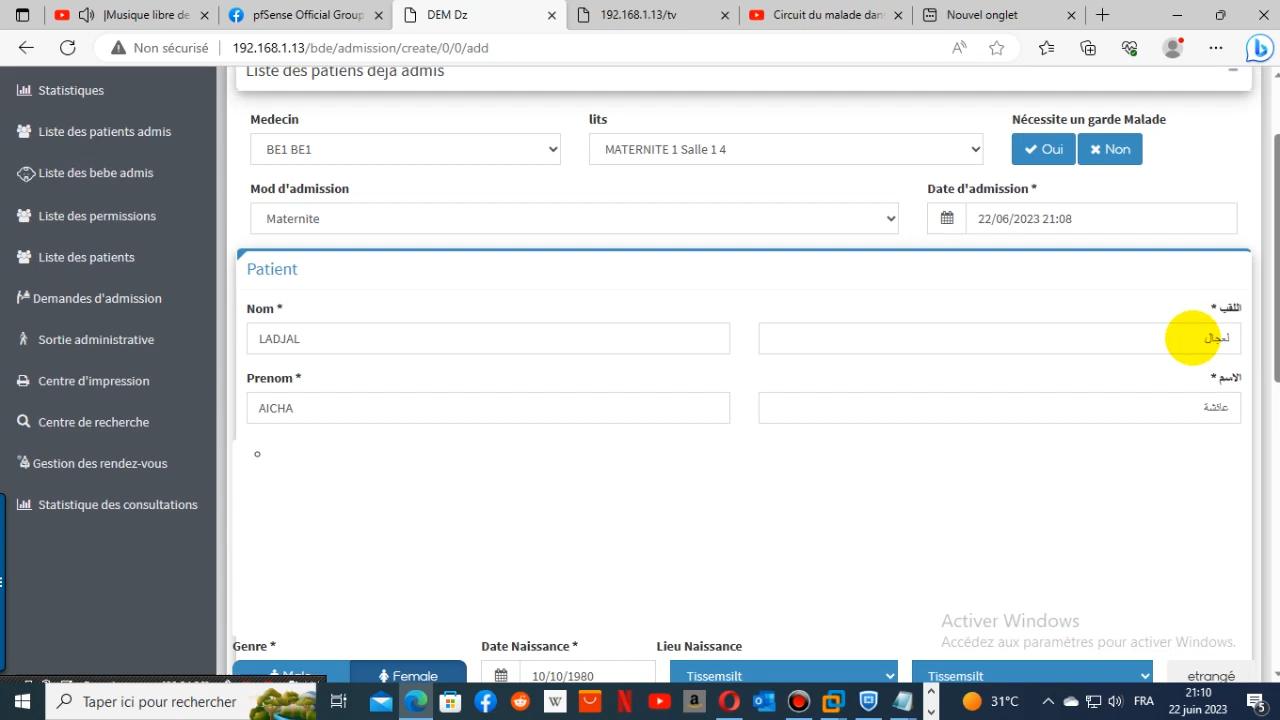 |Musique libre de
pfSense Official Group
DEM Dz
192.168.1.13/tv
Circuit du malade dans
Nouvel onglet
Non sécurisé
192.168.1.13/bde/admission/create/0/0/add
Statistiques
Liste des patients admis
Liste des bebe admis
Liste des permissions
Liste des patients
Demandes d'admission
Sortie administrative
Centre d'impression
Centre de recherche
Gestion des rendez-vous
Statistique des consultations
Liste des patiens déja admis
Medecin
lits
Nécessite un garde Malade
BE1 BE1
MATERNITE 1 Salle 1 4
Oui
Non
Mod d'admission
Date d'admission *
Maternite
22/06/2023 21:08
Patient
Nom *
اللقب *
LADJAL
لعجال
Prenom *
الاسم *
AICHA
عائشة
Activer Windows
Accédez aux paramètres pour activer Windows.
Genre *
Date Naissance *
Lieu Naissance
Male
Female
10/10/1980
Tissemsilt
Tissemsilt
etrangé
Taper ici pour rechercher
31°C
FRA
21:10
22 juin 2023
5